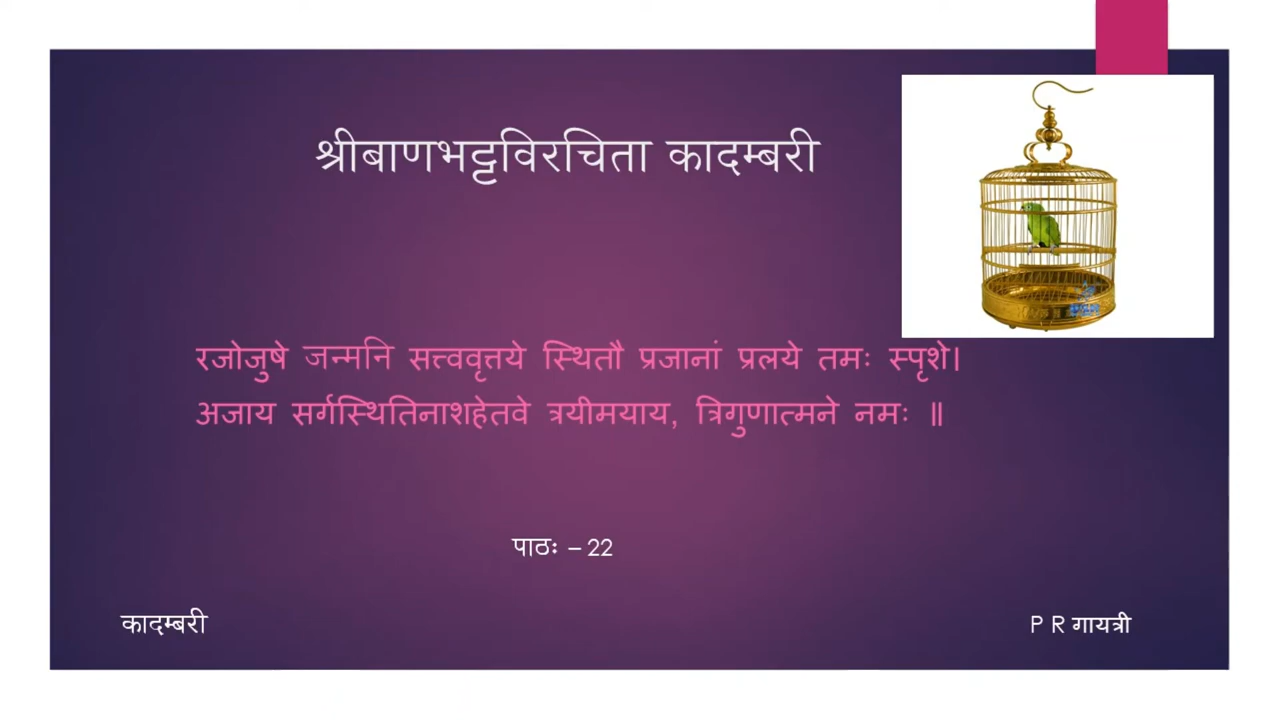 श्रीबाणभट्टविरचिता कादम्बरी
रजोजुषे जन्मनि सत्त्ववृत्तये स्थितौ प्रजानां प्रलये तमः स्पृशे।
अजाय सर्गस्थितिनाशहेतवे त्रयीमयाय, त्रिगुणात्मने नमः ॥
पाठः – 22
कादम्बरी
P R गायत्री